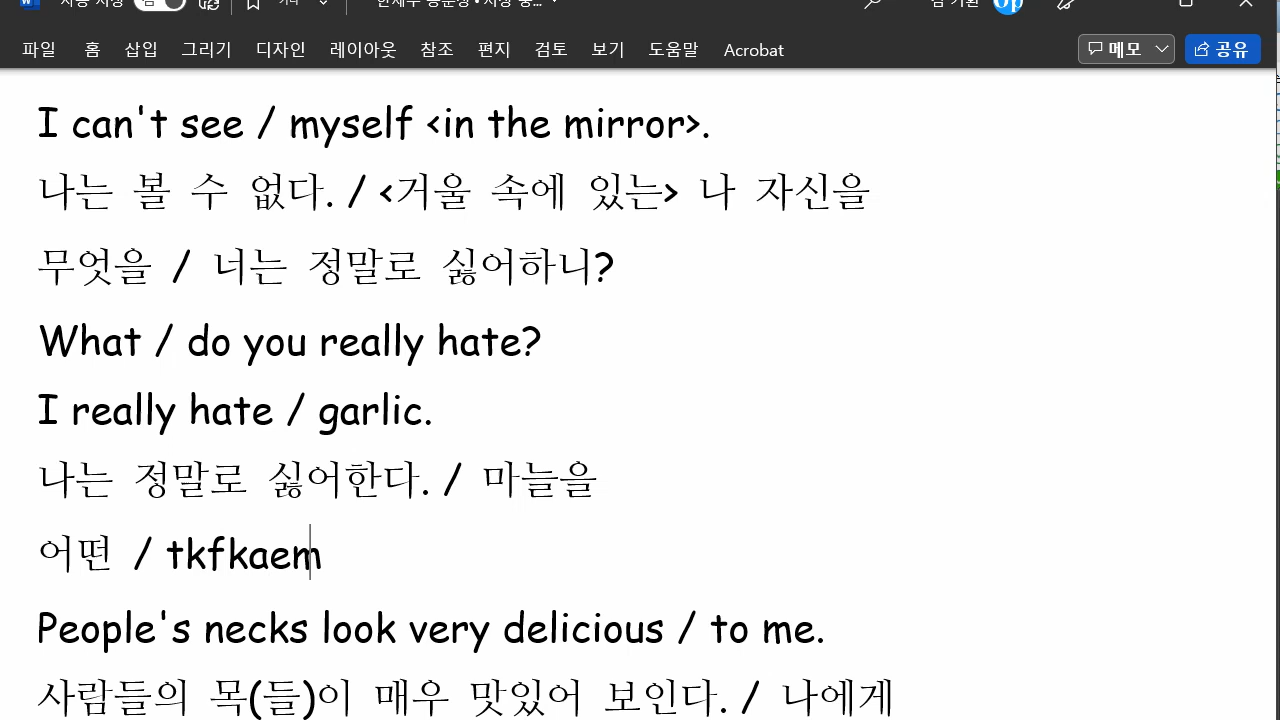 파일 홈 삽입 그리기 디자인 레이아웃 참조 편지 검토 보기 도움말 Acrobat 메모 공유
I can't see / myself <in the mirror>.
나는 볼 수 없다. / <거울 속에 있는> 나 자신을
무엇을 / 너는 정말로 싫어하니?
What / do you really hate?
I really hate / garlic.
나는 정말로 싫어한다. / 마늘을
어떤 / tkfkaem
People's necks look very delicious / to me.
사람들의 목(들)이 매우 맛있어 보인다. / 나에게